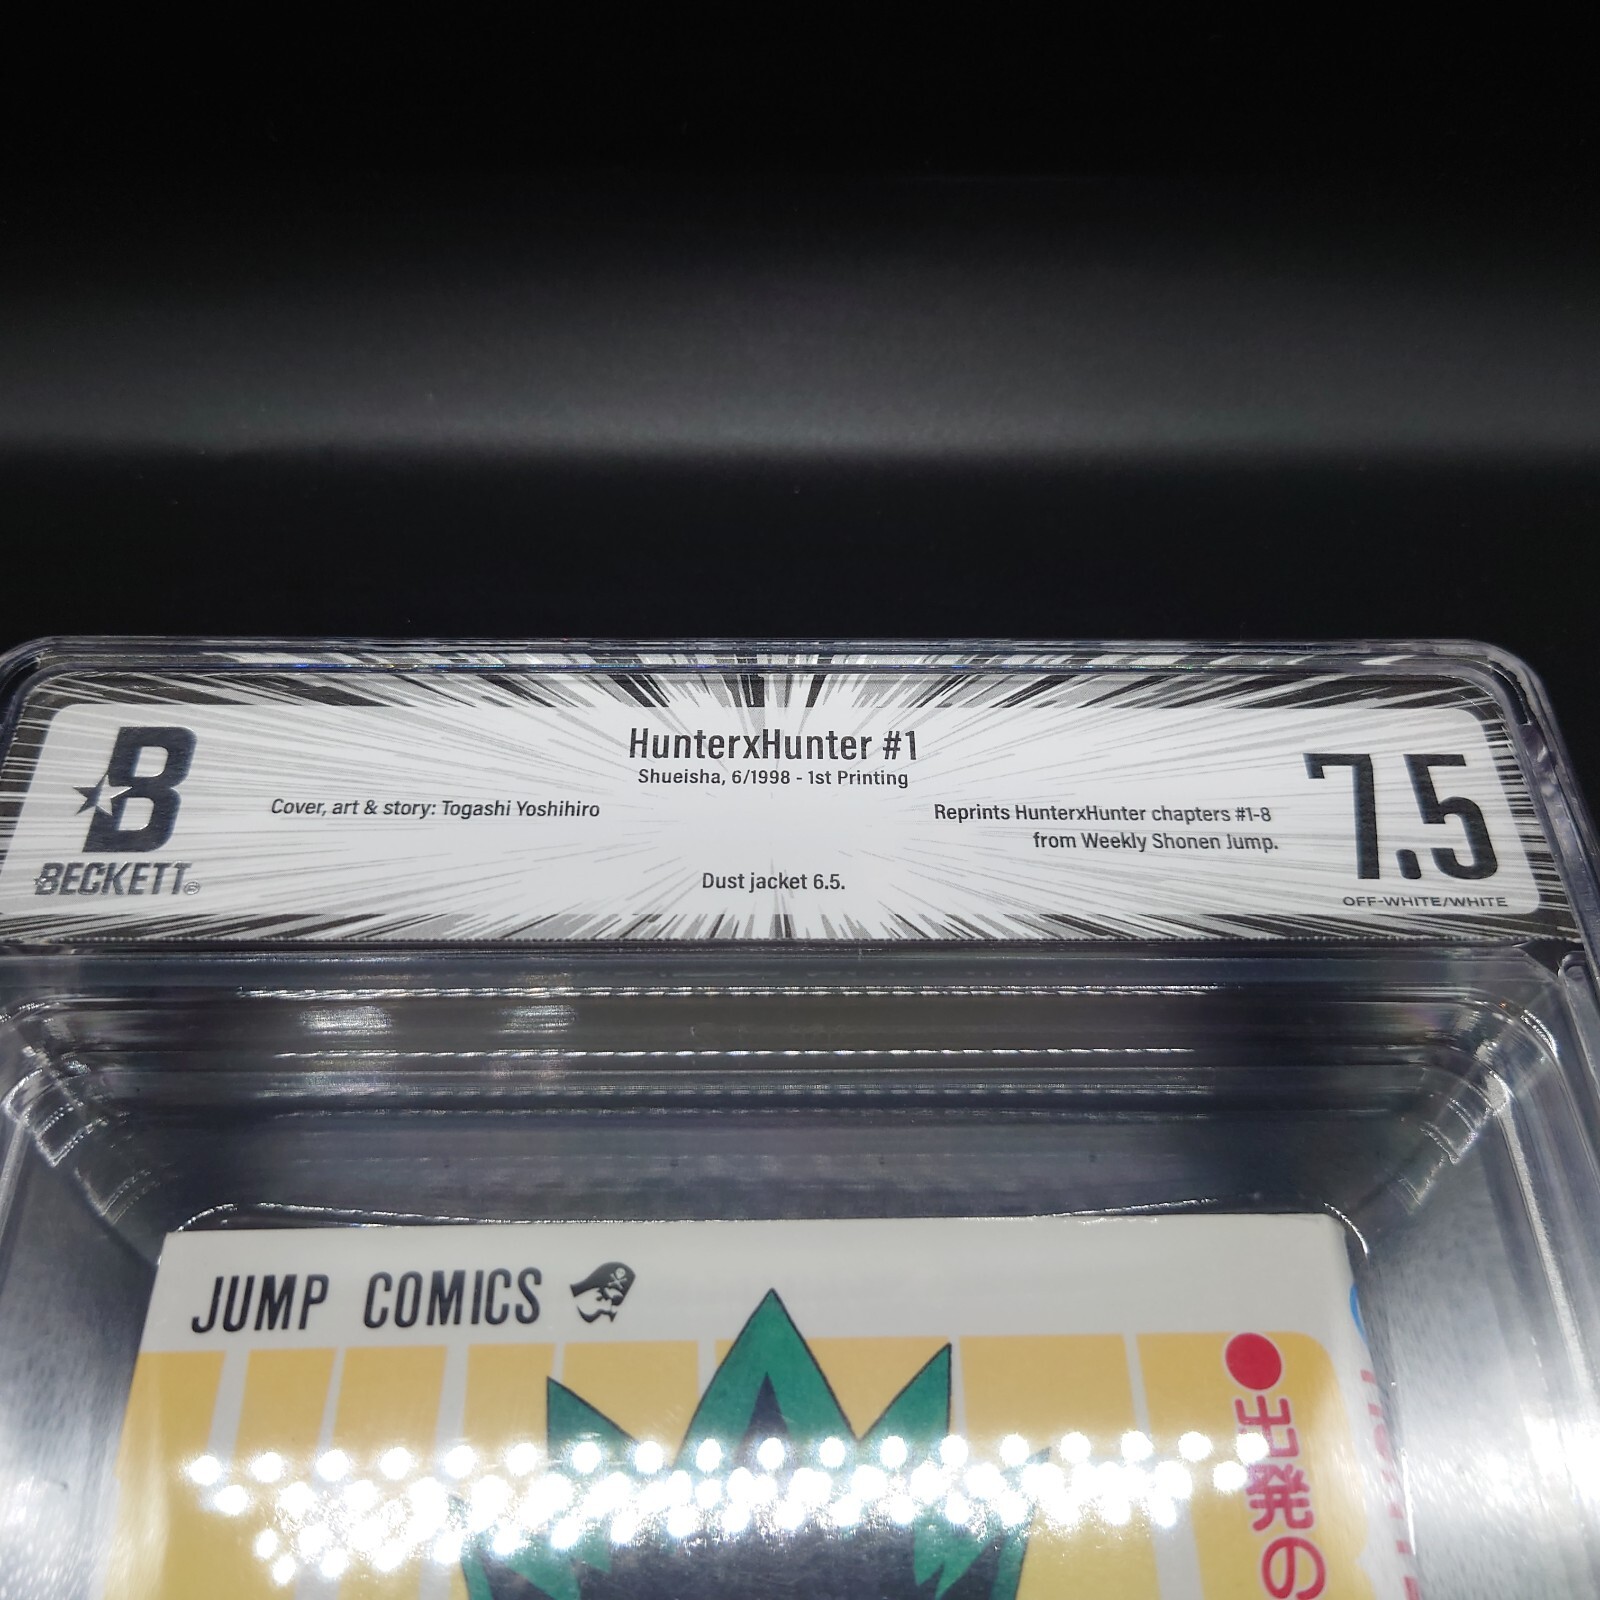 B
BECKETT®
HunterxHunter #1
Shueisha, 6/1998 - 1st Printing
Cover, art & story: Togashi Yoshihiro
Reprints HunterxHunter chapters #1-8
from Weekly Shonen Jump.
Dust jacket 6.5.
7.5
OFF-WHITE/WHITE
JUMP COMICS
●出発の